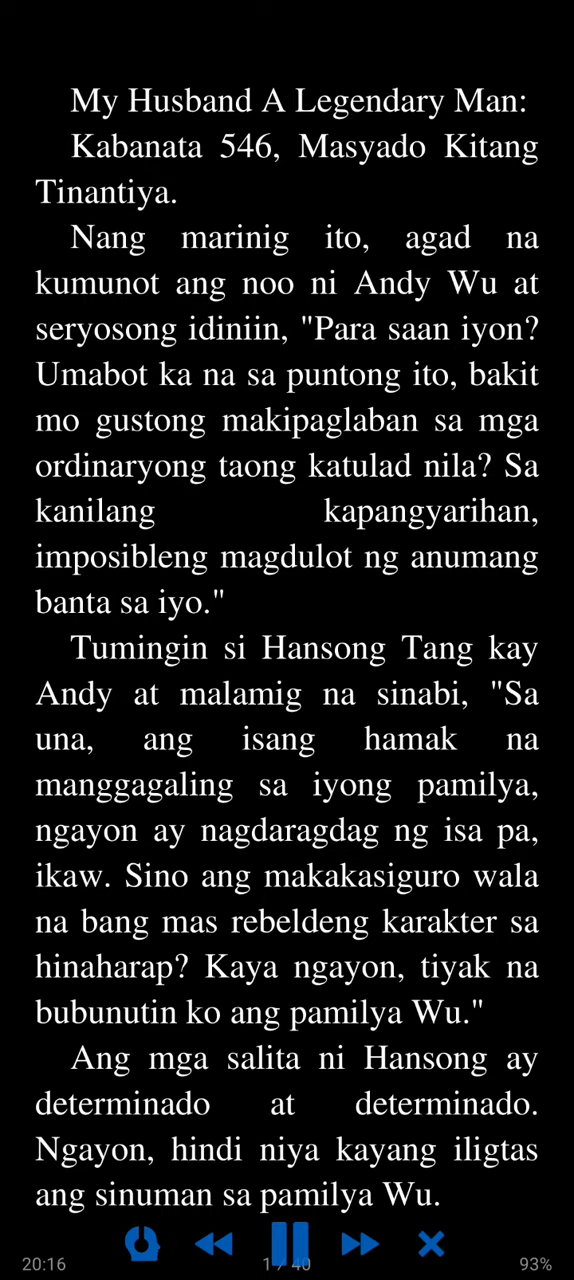 My Husband A Legendary Man:
Kabanata 546, Masyado Kitang
Tinantiya.
Nang marinig ito, agad na
kumunot ang noo ni Andy Wu at
seryosong idiniin, "Para saan iyon?
Umabot ka na sa puntong ito, bakit
mo gustong makipaglaban sa mga
ordinaryong taong katulad nila? Sa
kanilang kapangyarihan,
imposibleng magdulot ng anumang
banta sa iyo."
Tumingin si Hansong Tang kay
Andy at malamig na sinabi, "Sa
una, ang isang hamak na
manggagaling sa iyong pamilya,
ngayon ay nagdaragdag ng isa pa,
ikaw. Sino ang makakasiguro wala
na bang mas rebeldeng karakter sa
hinaharap? Kaya ngayon, tiyak na
bubunutin ko ang pamilya Wu."
Ang mga salita ni Hansong ay
determinado at determinado.
Ngayon, hindi niya kayang iligtas
ang sinuman sa pamilya Wu.
20:16 1 / 40 93%